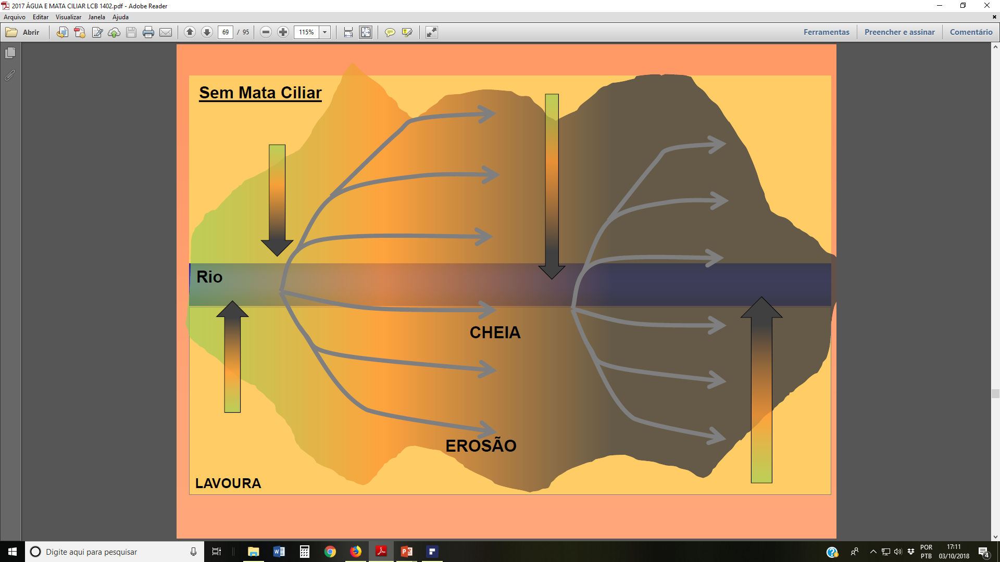 2017 ÁGUA E MATA CILIAR LCB 1402.pdf - Adobe Reader
Arquivo Editar Visualizar Janela Ajuda
Abrir 69 / 95 115% Ferramentas Preencher e assinar Comentário
Sem Mata Ciliar
Rio
CHEIA
EROSÃO
LAVOURA
Digite aqui para pesquisar
POR 17:11
PTB 03/10/2018 4